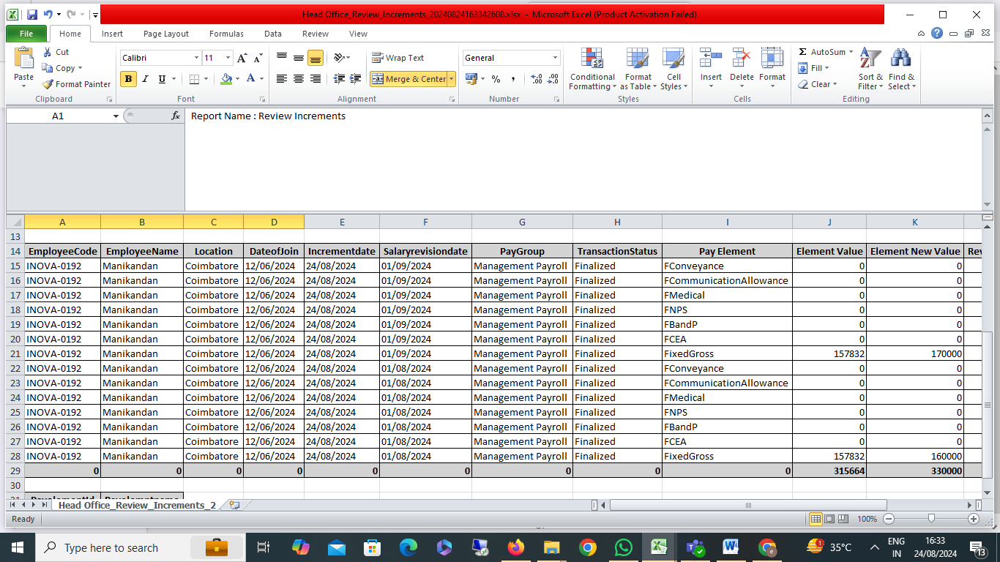 Head Office_Review_Increments_20240824163342608.xlsx - Microsoft Excel (Product Activation Failed)
File Home Insert Page Layout Formulas Data Review View
Paste
Cut
Copy
Format Painter
Clipboard
Calibri 11
B I U A
Font
Wrap Text
Merge & Center
Alignment
General
% , .00 .0
Number
Conditional Formatting
Format as Table
Cell Styles
Styles
Insert Delete Format
Cells
Σ AutoSum
Fill
Clear
Sort & Filter
Find & Select
Editing
A1 fx Report Name : Review Increments
A B C D E F G H I J K
13
14 EmployeeCode EmployeeName Location DateofJoin Incrementdate Salaryrevisiondate PayGroup TransactionStatus Pay Element Element Value Element New Value Rev
15 INOVA-0192 Manikandan Coimbatore 12/06/2024 24/08/2024 01/09/2024 Management Payroll Finalized FConveyance 0 0
16 INOVA-0192 Manikandan Coimbatore 12/06/2024 24/08/2024 01/09/2024 Management Payroll Finalized FCommunicationAllowance 0 0
17 INOVA-0192 Manikandan Coimbatore 12/06/2024 24/08/2024 01/09/2024 Management Payroll Finalized FMedical 0 0
18 INOVA-0192 Manikandan Coimbatore 12/06/2024 24/08/2024 01/09/2024 Management Payroll Finalized FNPS 0 0
19 INOVA-0192 Manikandan Coimbatore 12/06/2024 24/08/2024 01/09/2024 Management Payroll Finalized FBandP 0 0
20 INOVA-0192 Manikandan Coimbatore 12/06/2024 24/08/2024 01/09/2024 Management Payroll Finalized FCEA 0 0
21 INOVA-0192 Manikandan Coimbatore 12/06/2024 24/08/2024 01/09/2024 Management Payroll Finalized FixedGross 157832 170000
22 INOVA-0192 Manikandan Coimbatore 12/06/2024 24/08/2024 01/08/2024 Management Payroll Finalized FConveyance 0 0
23 INOVA-0192 Manikandan Coimbatore 12/06/2024 24/08/2024 01/08/2024 Management Payroll Finalized FCommunicationAllowance 0 0
24 INOVA-0192 Manikandan Coimbatore 12/06/2024 24/08/2024 01/08/2024 Management Payroll Finalized FMedical 0 0
25 INOVA-0192 Manikandan Coimbatore 12/06/2024 24/08/2024 01/08/2024 Management Payroll Finalized FNPS 0 0
26 INOVA-0192 Manikandan Coimbatore 12/06/2024 24/08/2024 01/08/2024 Management Payroll Finalized FBandP 0 0
27 INOVA-0192 Manikandan Coimbatore 12/06/2024 24/08/2024 01/08/2024 Management Payroll Finalized FCEA 0 0
28 INOVA-0192 Manikandan Coimbatore 12/06/2024 24/08/2024 01/08/2024 Management Payroll Finalized FixedGross 157832 160000
29 0 0 0 0 0 0 0 0 0 315664 330000
30
Head Office_Review_Increments_2
Ready 100%
Type here to search
35°C
ENG
IN
16:33
24/08/2024
13